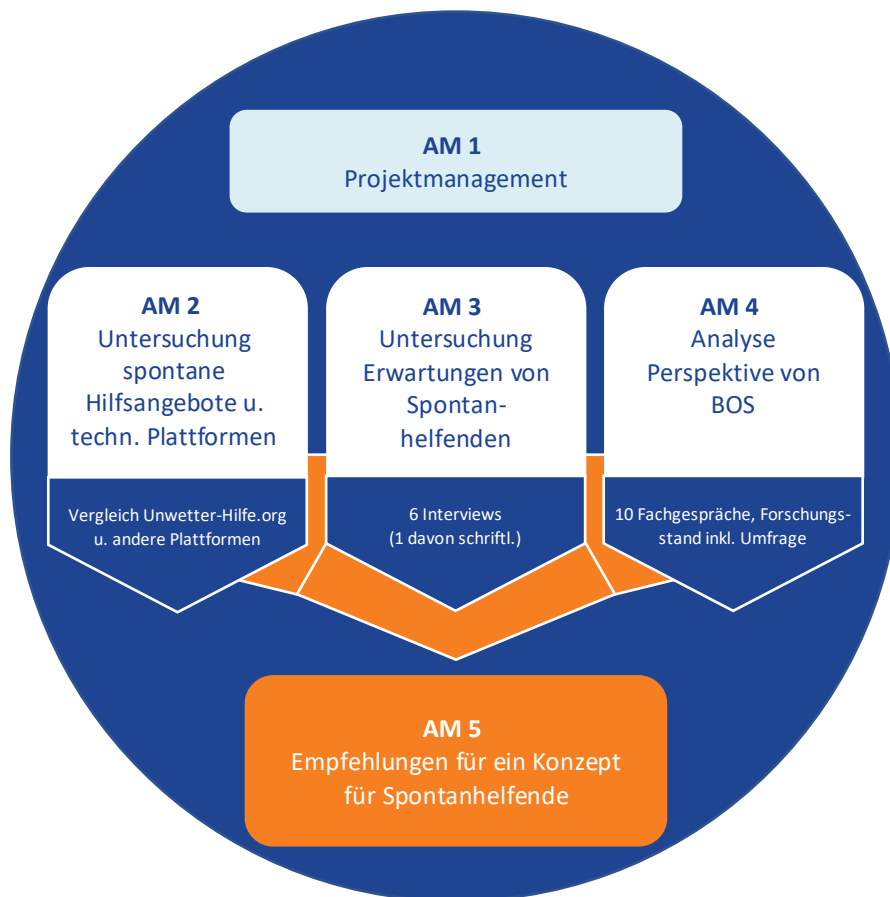 AM 1
Projektmanagement
AM 2
Untersuchung
spontane
Hilfsangebote u.
techn. Plattformen
Vergleich Unwetter-Hilfe.org
u. andere Plattformen
AM 3
Untersuchung
Erwartungen von
Spontan-
helfenden
6 Interviews
(1 davon schriftl.)
AM 4
Analyse
Perspektive von
BOS
10 Fachgespräche, Forschungs-
stand inkl. Umfrage
AM 5
Empfehlungen für ein Konzept
für Spontanhelfende